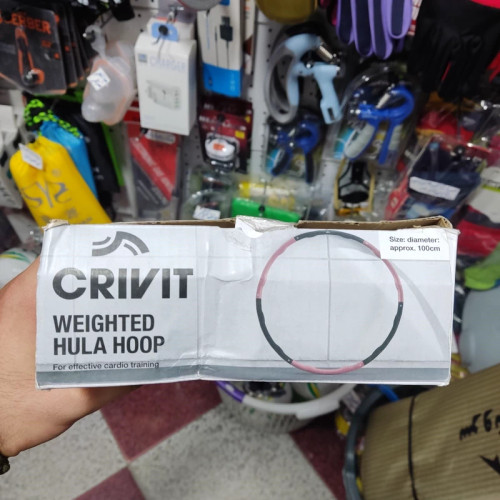 CRIVIT
WEIGHTED
HULA HOOP
For effective cardio training
Size: diameter:
approx. 100cm